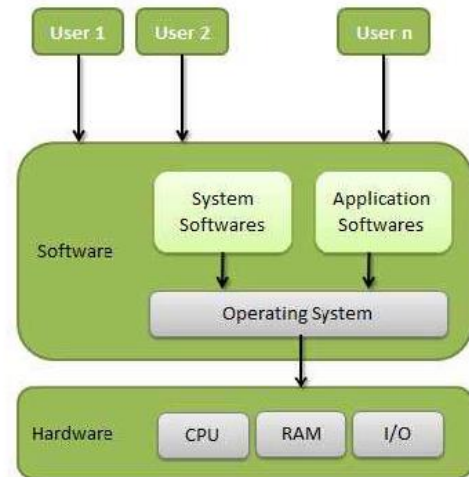 User 1
User 2
User n
System
Softwares
Application
Softwares
Software
Operating System
Hardware
CPU
RAM
I/O